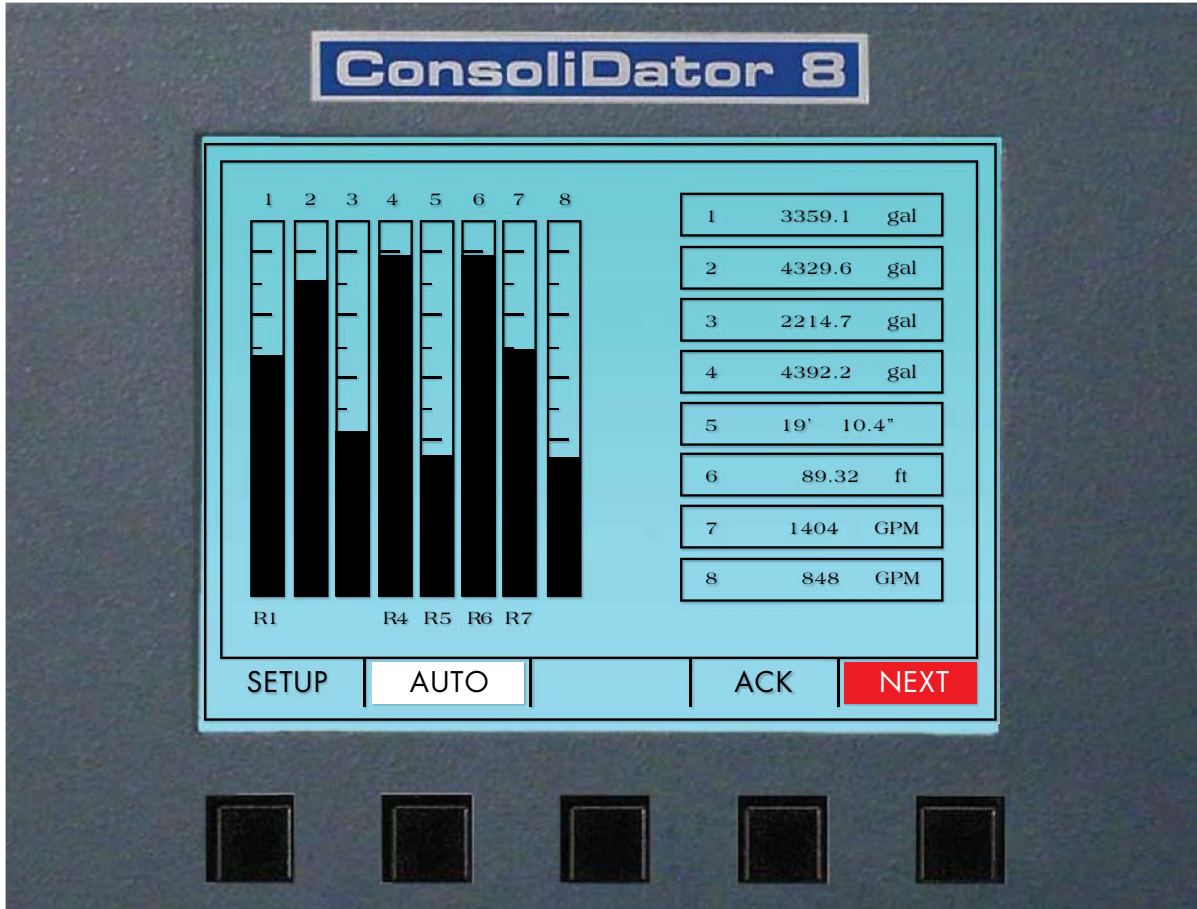 ConsoliDator 8
1 2 3 4 5 6 7 8
1 3359.1 gal
2 4329.6 gal
3 2214.7 gal
4 4392.2 gal
5 19' 10.4"
6 89.32 ft
7 1404 GPM
8 848 GPM
R1 R4 R5 R6 R7
SETUP AUTO ACK NEXT